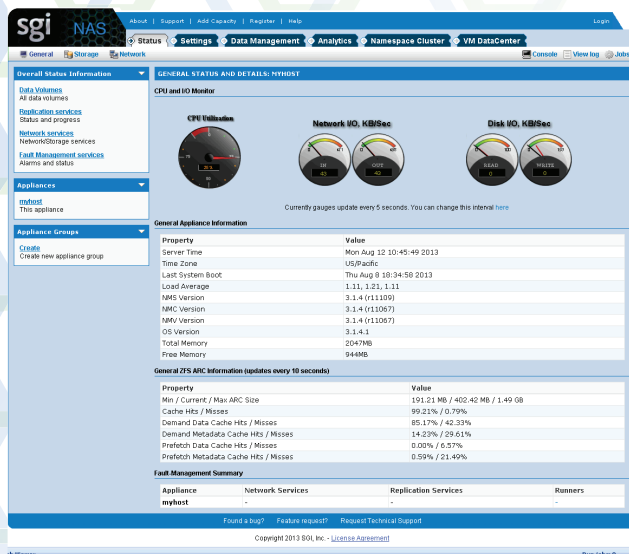 sgi NAS
About | Support | Add Capacity | Register | Help Login
Status Settings Data Management Analytics Namespace Cluster VM DataCenter
General Storage Network Console View log Jobs
Overall Status Information
Data Volumes
All data volumes
Replication services
Status and progress
Network services
Network/Storage services
Fault Management services
Alarms and status
Appliances
myhost
This appliance
Appliance Groups
Create
Create new appliance group
GENERAL STATUS AND DETAILS: MYHOST
CPU and I/O Monitor
CPU Utilization
Network I/O, KB/Sec
IN
OUT
Disk I/O, KB/Sec
READ
0
WRITE
0
Currently gauges update every 5 seconds. You can change this interval here
General Appliance Information
Property Value
Server Time Mon Aug 12 10:45:49 2013
Time Zone US/Pacific
Last System Boot Thu Aug 8 18:34:58 2013
Load Average 1.11, 1.21, 1.11
NMS Version 3.1.4 (r11109)
NMC Version 3.1.4 (r11067)
NMV Version 3.1.4 (r11067)
OS Version 3.1.4.1
Total Memory 2047MB
Free Memory 944MB
General ZFS ARC Information (updates every 10 seconds)
Property Value
Min / Current / Max ARC Size 191.21 MB / 402.42 MB / 1.49 GB
Cache Hits / Misses 99.21% / 0.79%
Demand Data Cache Hits / Misses 85.17% / 42.33%
Demand Metadata Cache Hits / Misses 14.23% / 29.61%
Prefetch Data Cache Hits / Misses 0.00% / 6.57%
Prefetch Metadata Cache Hits / Misses 0.59% / 21.49%
Fault-Management Summary
Appliance Network Services Replication Services Runners
myhost - - -
Found a bug? Feature request? Request Technical Support
Copyright 2013 SGI, Inc. - License Agreement